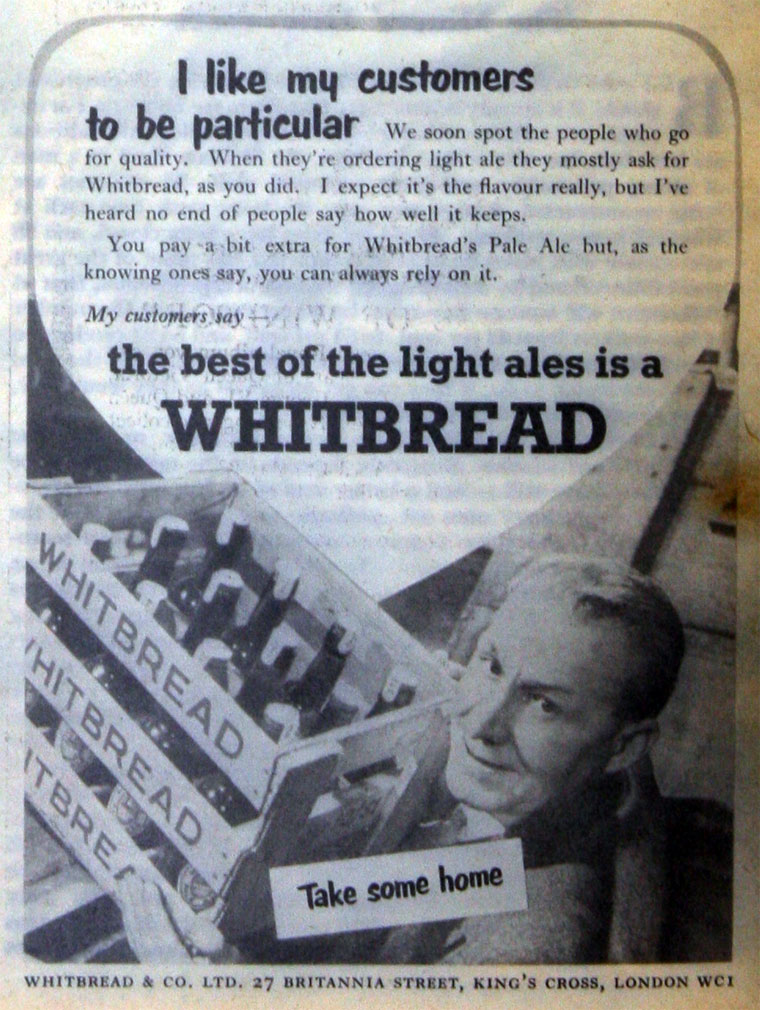 I like my customers
to be particular We soon spot the people who go
for quality. When they're ordering light ale they mostly ask for
Whitbread, as you did. I expect it's the flavour really, but I've
heard no end of people say how well it keeps.
You pay a bit extra for Whitbread's Pale Ale but, as the
knowing ones say, you can always rely on it.
My customers say —
the best of the light ales is a
WHITBREAD
WHITBREAD
HITBREAD
ITBREA
Take some home
WHITBREAD & CO. LTD. 27 BRITANNIA STREET, KING'S CROSS, LONDON WC1